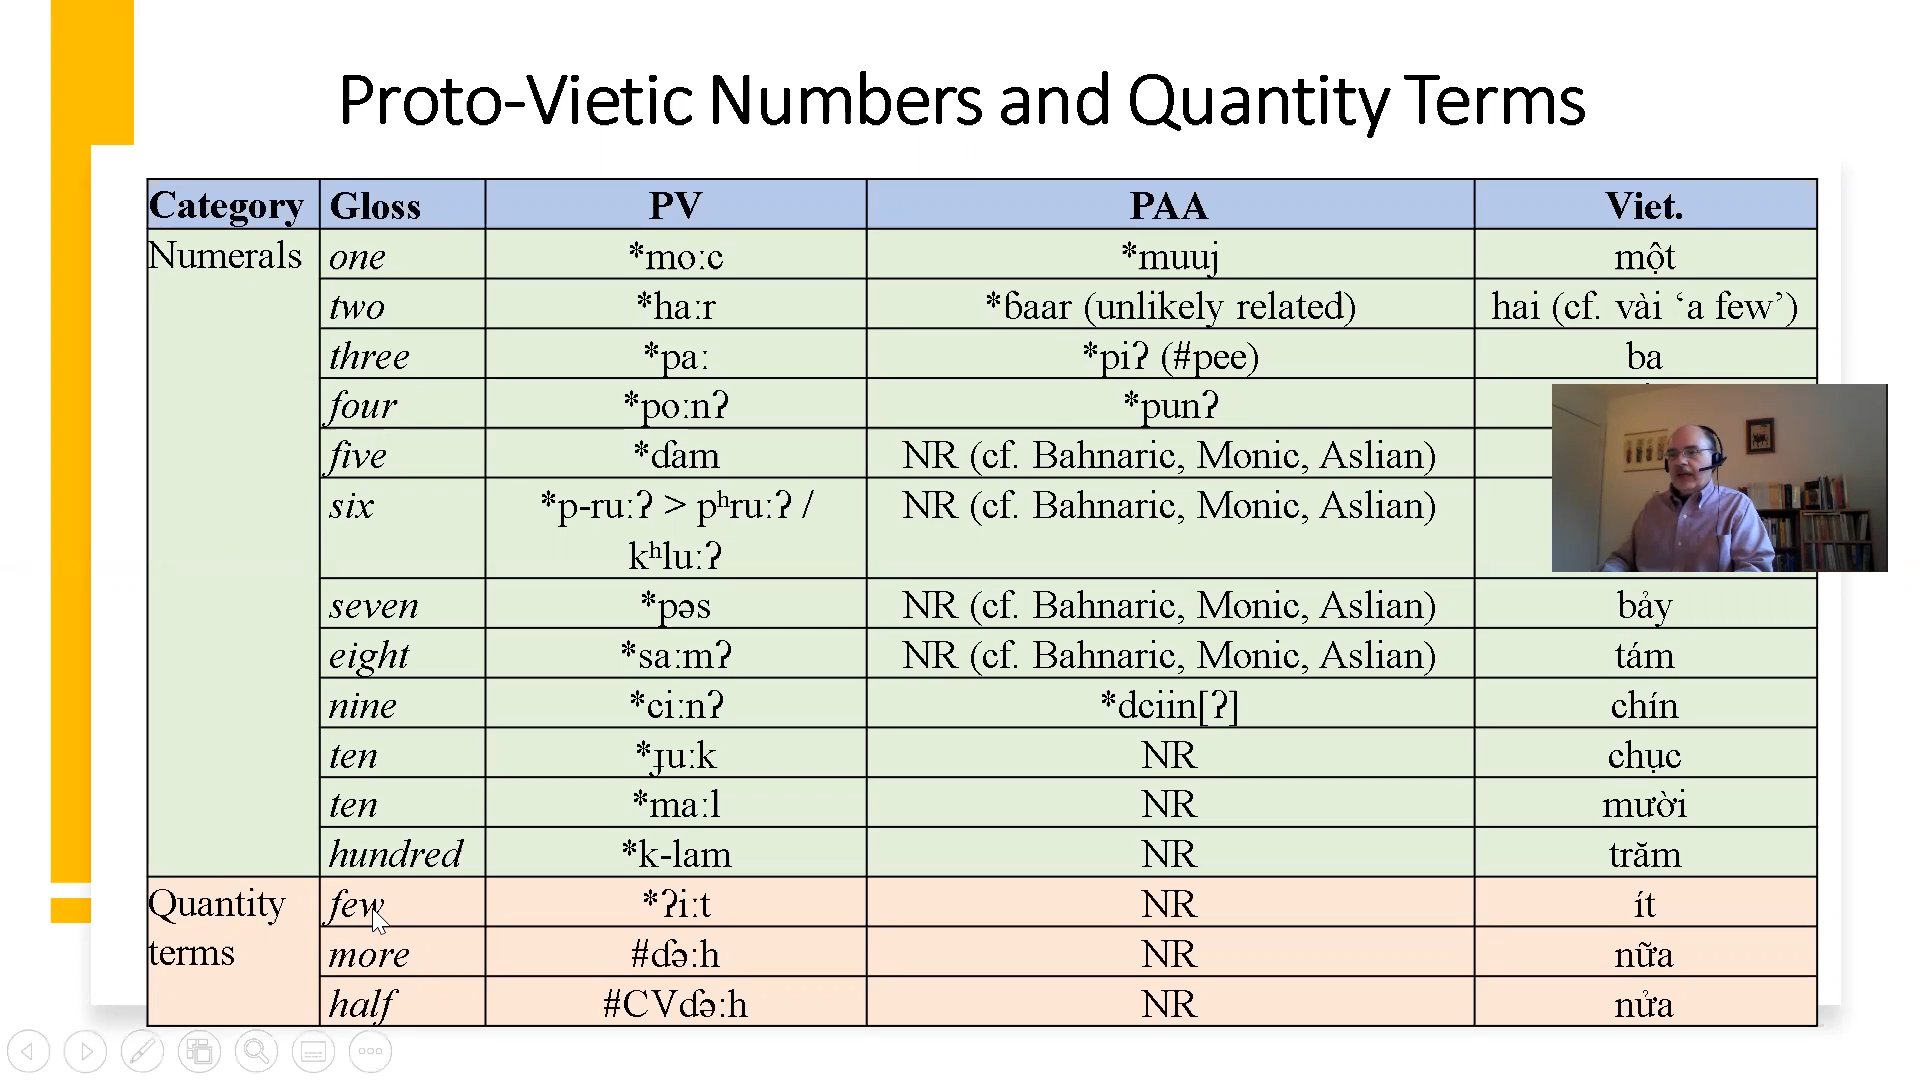 Proto-Vietic Numbers and Quantity Terms
Category Gloss PV PAA Viet.
Numerals one *moːc *muuj một
two *haːr *ɓaar (unlikely related) hai (cf. vài ‘a few’)
three *paː *piʔ (#pee) ba
four *poːnʔ *punʔ
five *ɗam NR (cf. Bahnaric, Monic, Aslian)
six *p-ruːʔ > pʰruːʔ / NR (cf. Bahnaric, Monic, Aslian)
kʰluːʔ
seven *pəs NR (cf. Bahnaric, Monic, Aslian) bảy
eight *saːmʔ NR (cf. Bahnaric, Monic, Aslian) tám
nine *ciːnʔ *dciin[ʔ] chín
ten *ɟuːk NR chục
ten *maːl NR mười
hundred *k-lam NR trăm
Quantity few *ʔiːt NR ít
terms more #ɗəːh NR nữa
half #CVɗəːh NR nửa